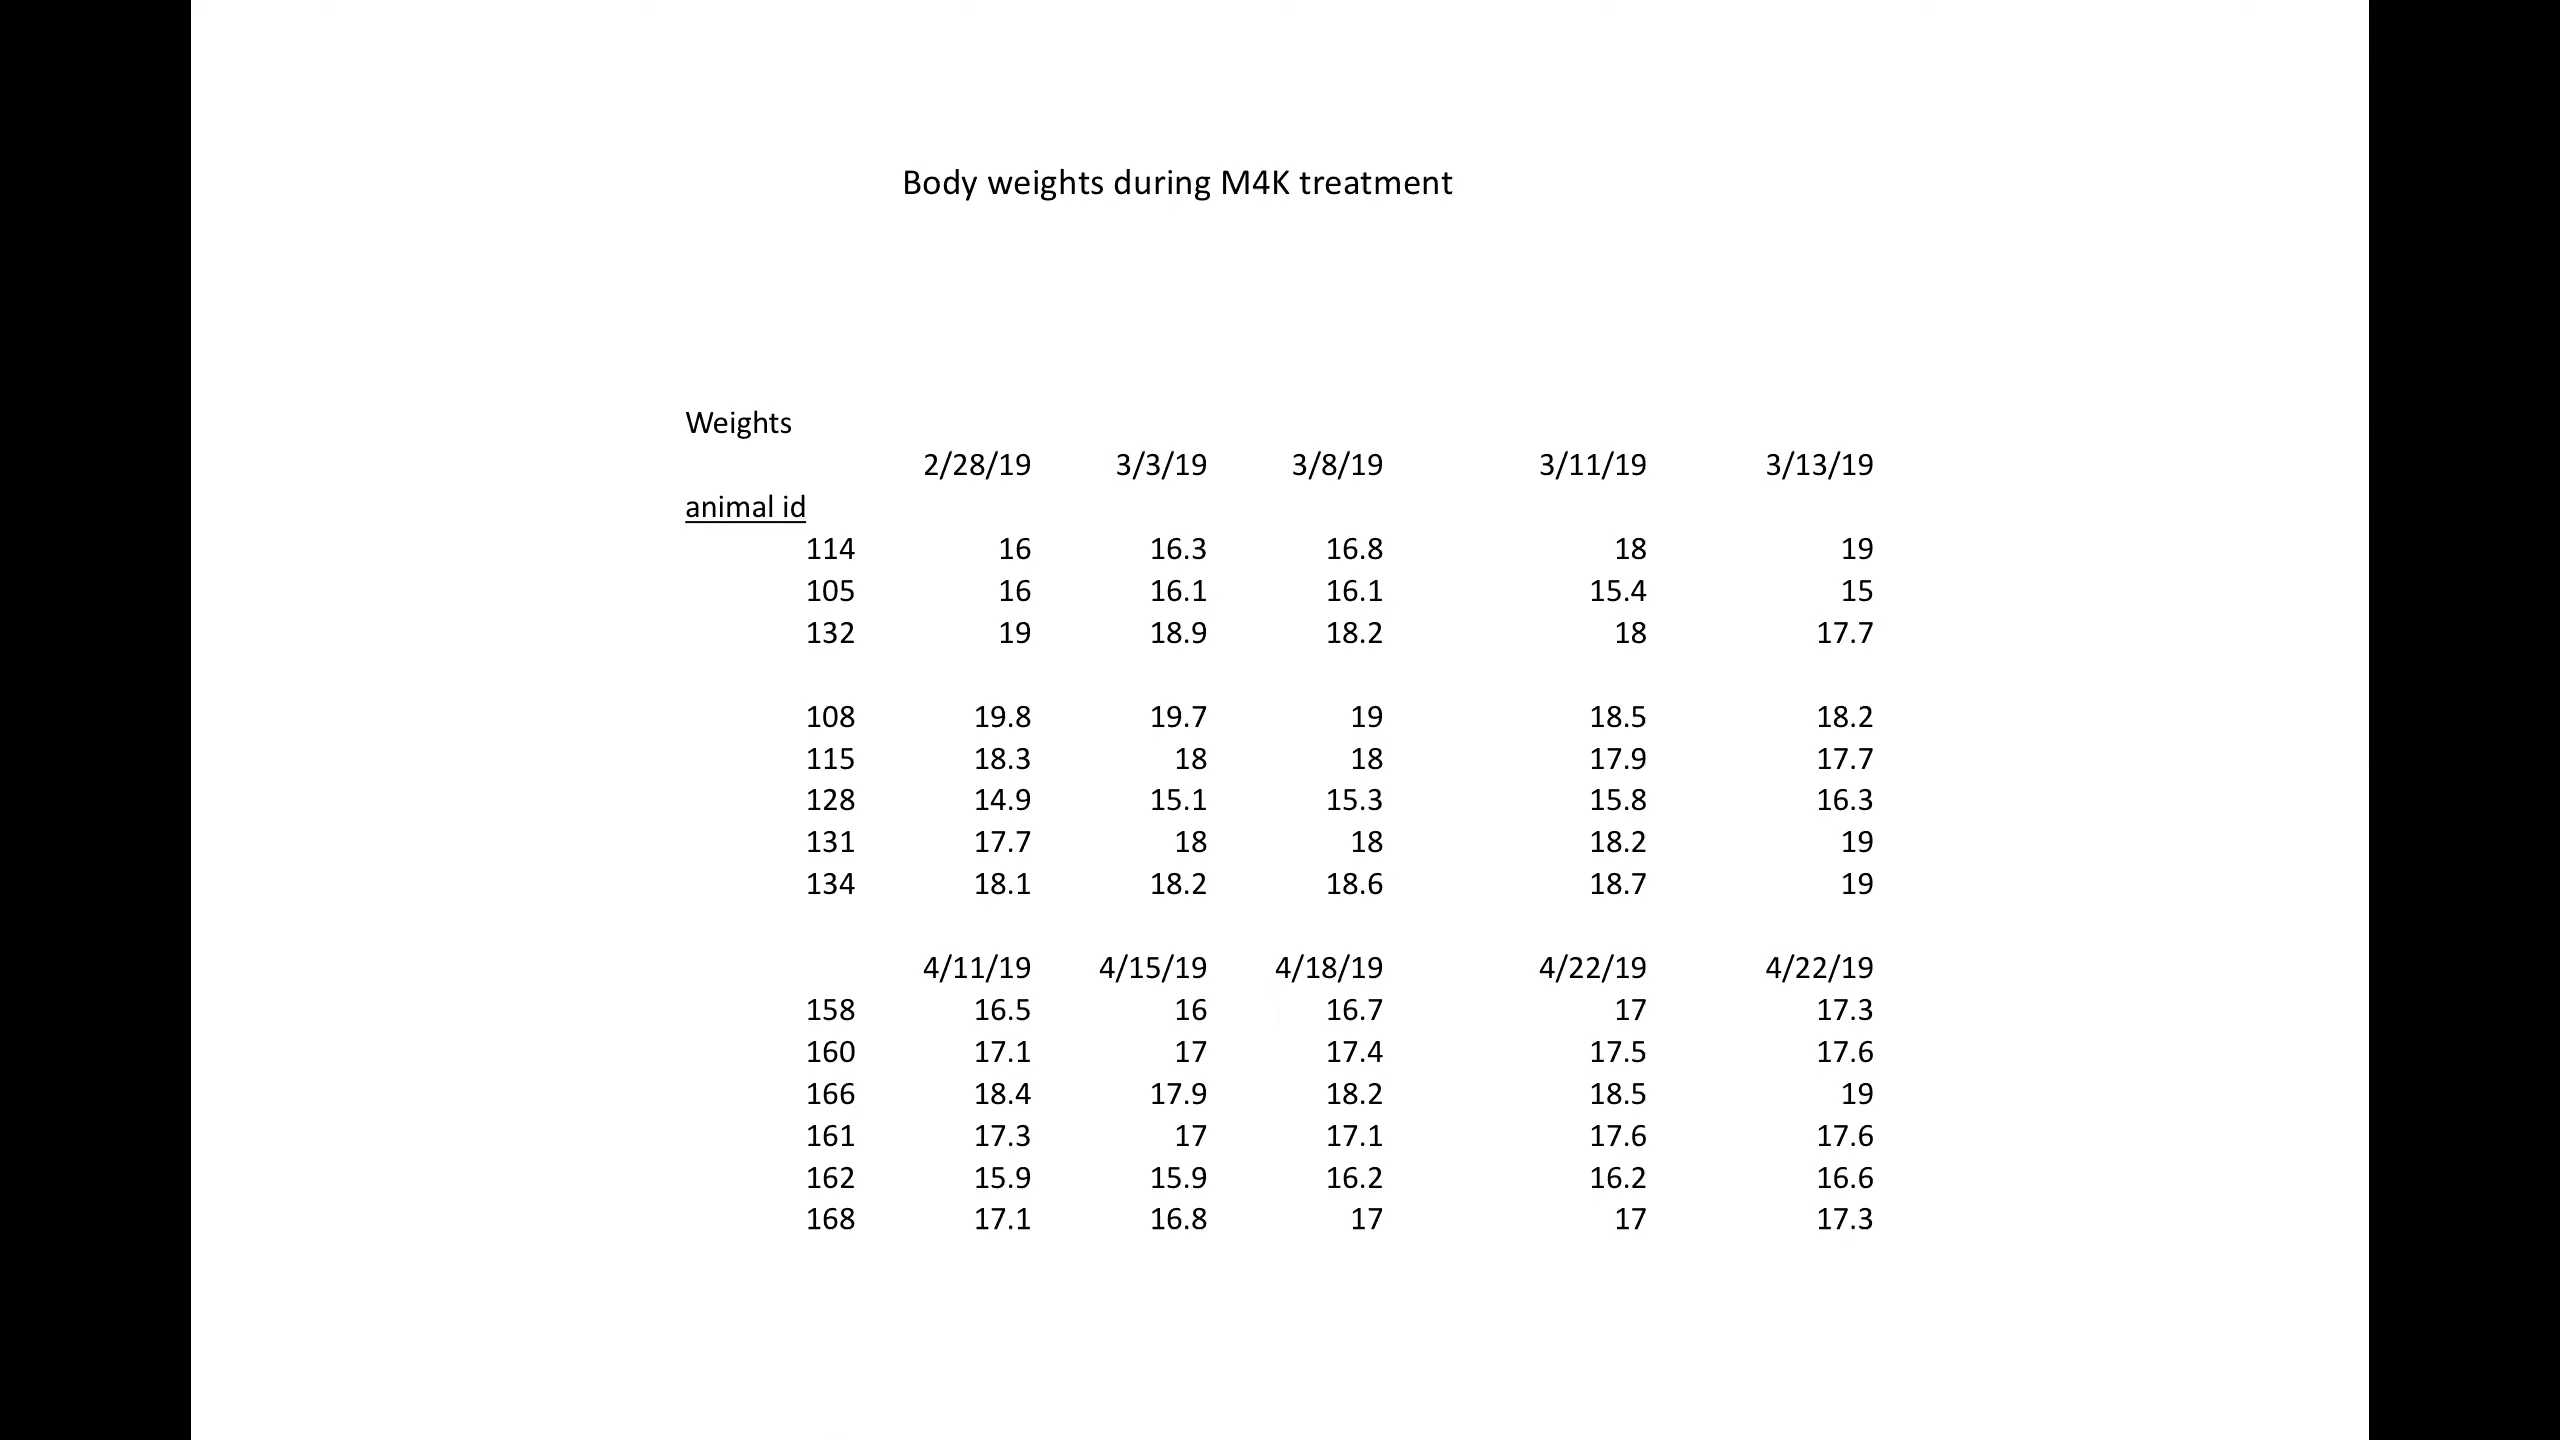 Body weights during M4K treatment
Weights
2/28/19 3/3/19 3/8/19 3/11/19 3/13/19
animal id
114 16 16.3 16.8 18 19
105 16 16.1 16.1 15.4 15
132 19 18.9 18.2 18 17.7
108 19.8 19.7 19 18.5 18.2
115 18.3 18 18 17.9 17.7
128 14.9 15.1 15.3 15.8 16.3
131 17.7 18 18 18.2 19
134 18.1 18.2 18.6 18.7 19
4/11/19 4/15/19 4/18/19 4/22/19 4/22/19
158 16.5 16 16.7 17 17.3
160 17.1 17 17.4 17.5 17.6
166 18.4 17.9 18.2 18.5 19
161 17.3 17 17.1 17.6 17.6
162 15.9 15.9 16.2 16.2 16.6
168 17.1 16.8 17 17 17.3